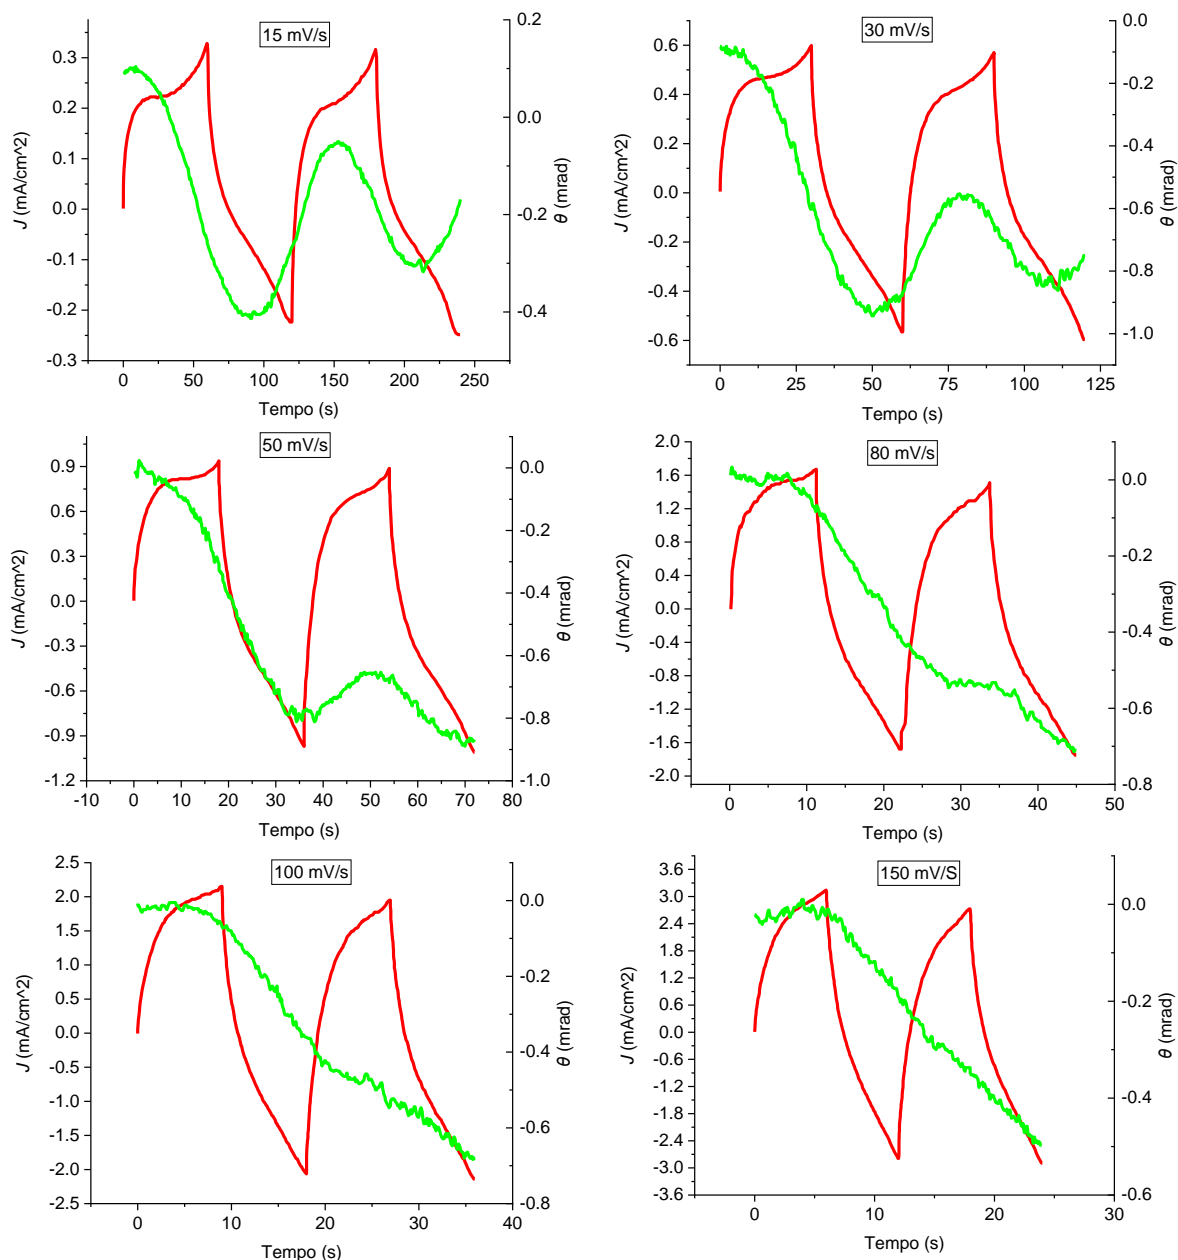 15 mV/s
0.3
0.2
0.1
0.0
-0.1
-0.2
-0.3
J (mA/cm^2)
0.2
0.0
-0.2
-0.4
θ (mrad)
0 50 100 150 200 250
Tempo (s)
30 mV/s
0.6
0.4
0.2
0.0
-0.2
-0.4
-0.6
J (mA/cm^2)
0.0
-0.2
-0.4
-0.6
-0.8
-1.0
θ (mrad)
0 25 50 75 100 125
Tempo (s)
50 mV/s
0.9
0.6
0.3
0.0
-0.3
-0.6
-0.9
-1.2
J (mA/cm^2)
0.0
-0.2
-0.4
-0.6
-0.8
-1.0
θ (mrad)
-10 0 10 20 30 40 50 60 70 80
Tempo (s)
80 mV/s
2.0
1.6
1.2
0.8
0.4
0.0
-0.4
-0.8
-1.2
-1.6
-2.0
J (mA/cm^2)
0.0
-0.2
-0.4
-0.6
-0.8
θ (mrad)
0 10 20 30 40 50
Tempo (s)
100 mV/s
2.5
2.0
1.5
1.0
0.5
0.0
-0.5
-1.0
-1.5
-2.0
-2.5
J (mA/cm^2)
0.0
-0.2
-0.4
-0.6
-0.8
θ (mrad)
0 10 20 30 40
Tempo (s)
150 mV/S
3.6
3.0
2.4
1.8
1.2
0.6
0.0
-0.6
-1.2
-1.8
-2.4
-3.0
-3.6
J (mA/cm^2)
0.0
-0.2
-0.4
-0.6
θ (mrad)
0 10 20 30
Tempo (s)